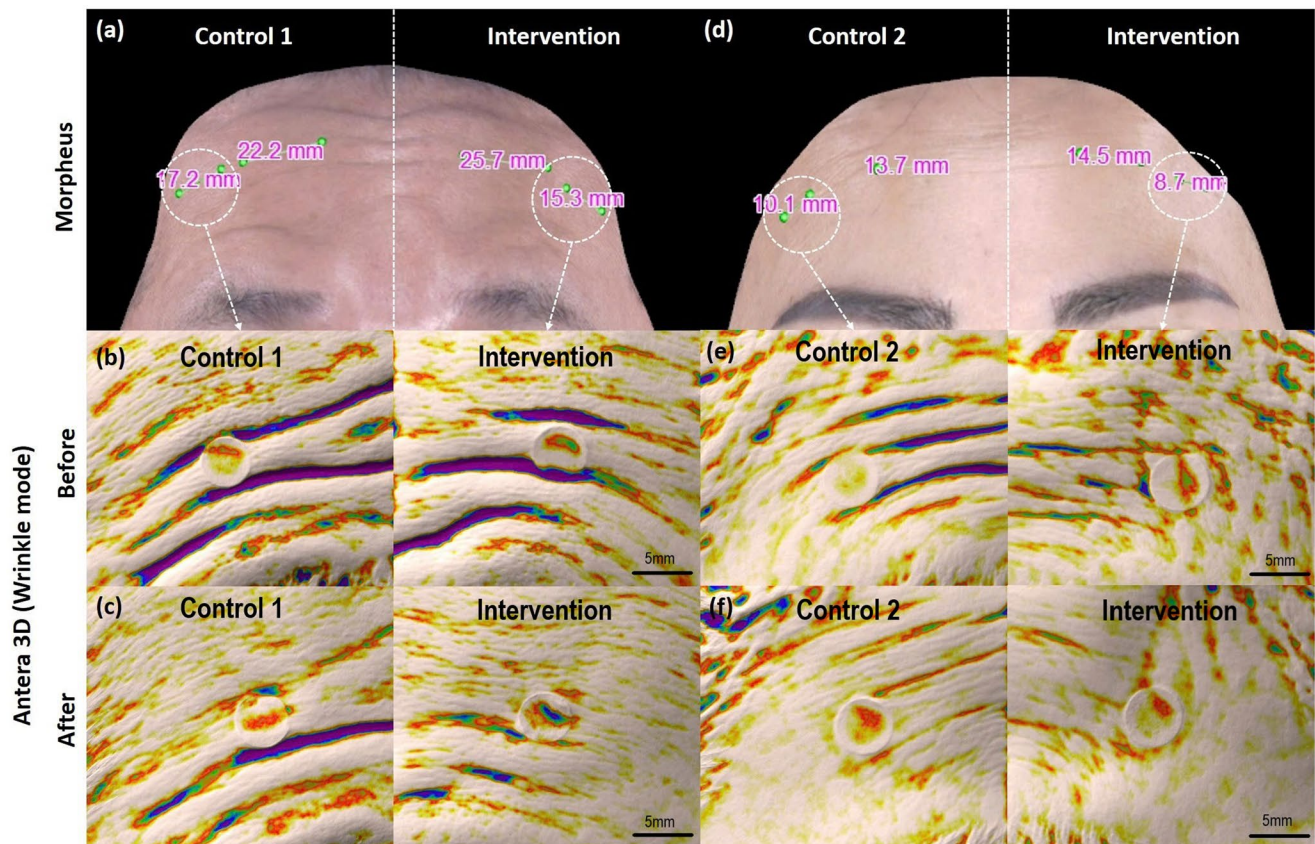 (a)
Control 1
Intervention
(d)
Control 2
Intervention
Morpheus
22.2 mm
17.2 mm
25.7 mm
15.3 mm
13.7 mm
10.1 mm
14.5 mm
8.7 mm
Antera 3D (Wrinkle mode)
Before
(b)
Control 1
Intervention
5mm
(e)
Control 2
Intervention
5mm
After
(c)
Control 1
Intervention
5mm
(f)
Control 2
Intervention
5mm